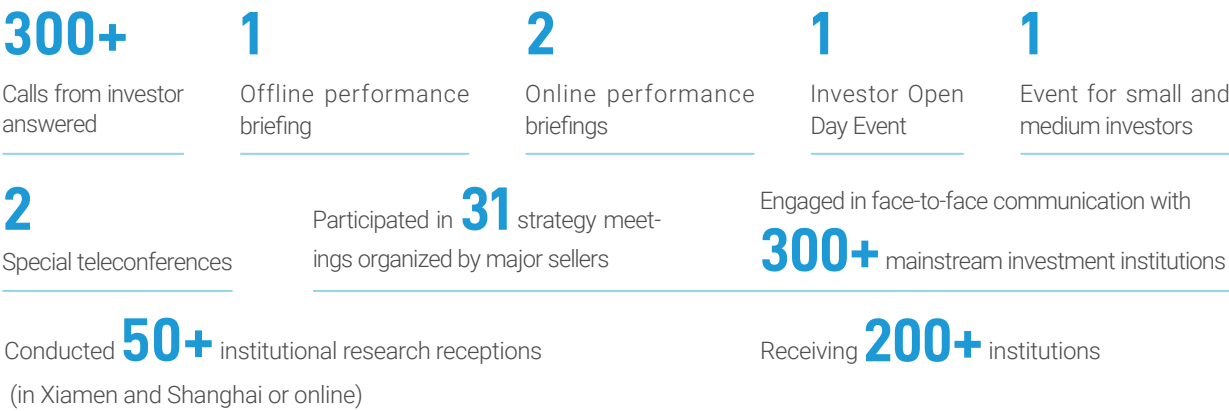 300+
Calls from investor
answered
1
Offline performance
briefing
2
Online performance
briefings
1
Investor Open
Day Event
1
Event for small and
medium investors
2
Special teleconferences
Participated in 31 strategy meet-
ings organized by major sellers
Engaged in face-to-face communication with
300+ mainstream investment institutions
Conducted 50+ institutional research receptions
(in Xiamen and Shanghai or online)
Receiving 200+ institutions